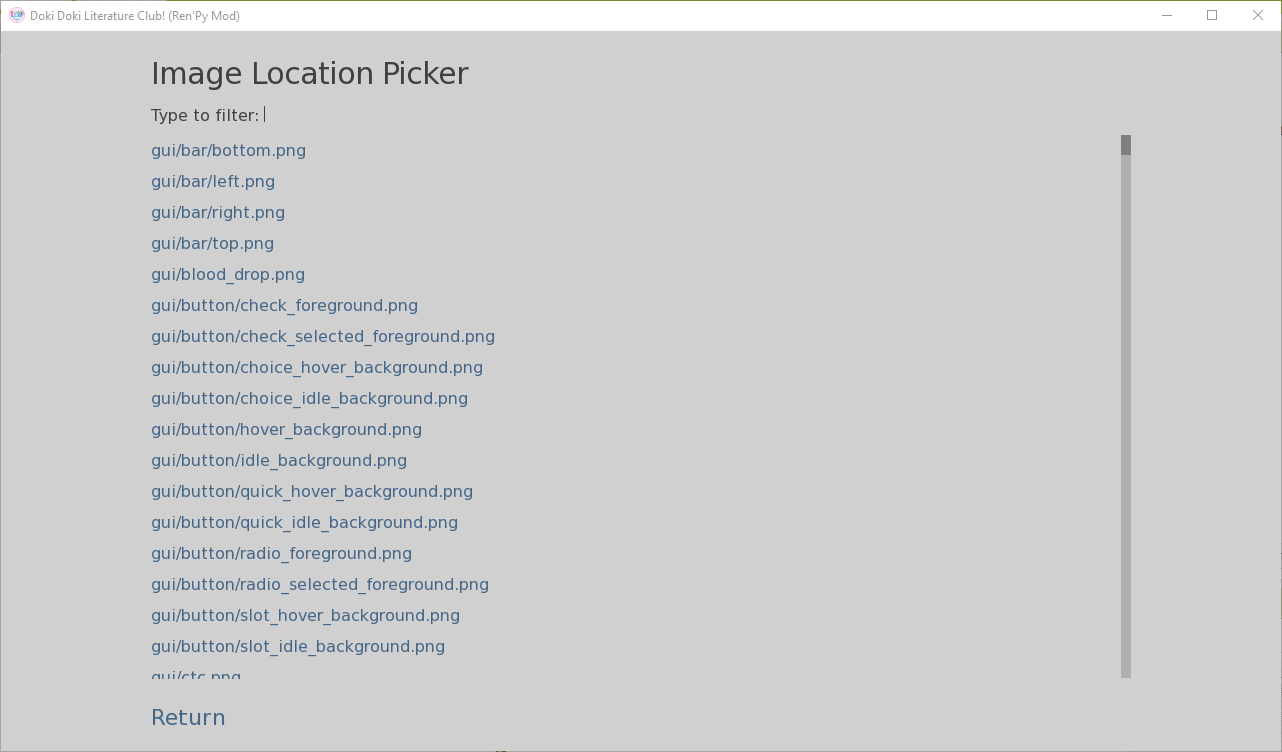 Doki Doki Literature Club! (Ren'Py Mod)
Image Location Picker
Type to filter:
gui/bar/bottom.png
gui/bar/left.png
gui/bar/right.png
gui/bar/top.png
gui/blood_drop.png
gui/button/check_foreground.png
gui/button/check_selected_foreground.png
gui/button/choice_hover_background.png
gui/button/choice_idle_background.png
gui/button/hover_background.png
gui/button/idle_background.png
gui/button/quick_hover_background.png
gui/button/quick_idle_background.png
gui/button/radio_foreground.png
gui/button/radio_selected_foreground.png
gui/button/slot_hover_background.png
gui/button/slot_idle_background.png
gui/ctc.png
Return